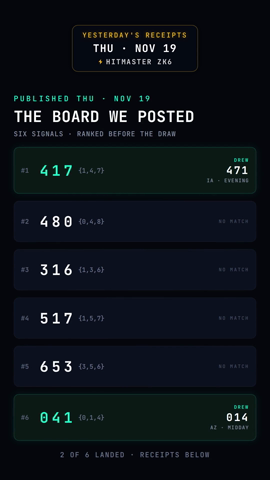 YESTERDAY'S RECEIPTS
THU · NOV 19
⚡HITMASTER ZK6
PUBLISHED THU · NOV 19
THE BOARD WE POSTED
SIX SIGNALS · RANKED BEFORE THE DRAW
#1 417 {1,4,7} DREW
471
IA · EVENING
#2 480 {0,4,8} NO MATCH
#3 316 {1,3,6} NO MATCH
#4 517 {1,5,7} NO MATCH
#5 653 {3,5,6} NO MATCH
#6 041 {0,1,4} DREW
014
AZ · MIDDAY
2 OF 6 LANDED · RECEIPTS BELOW